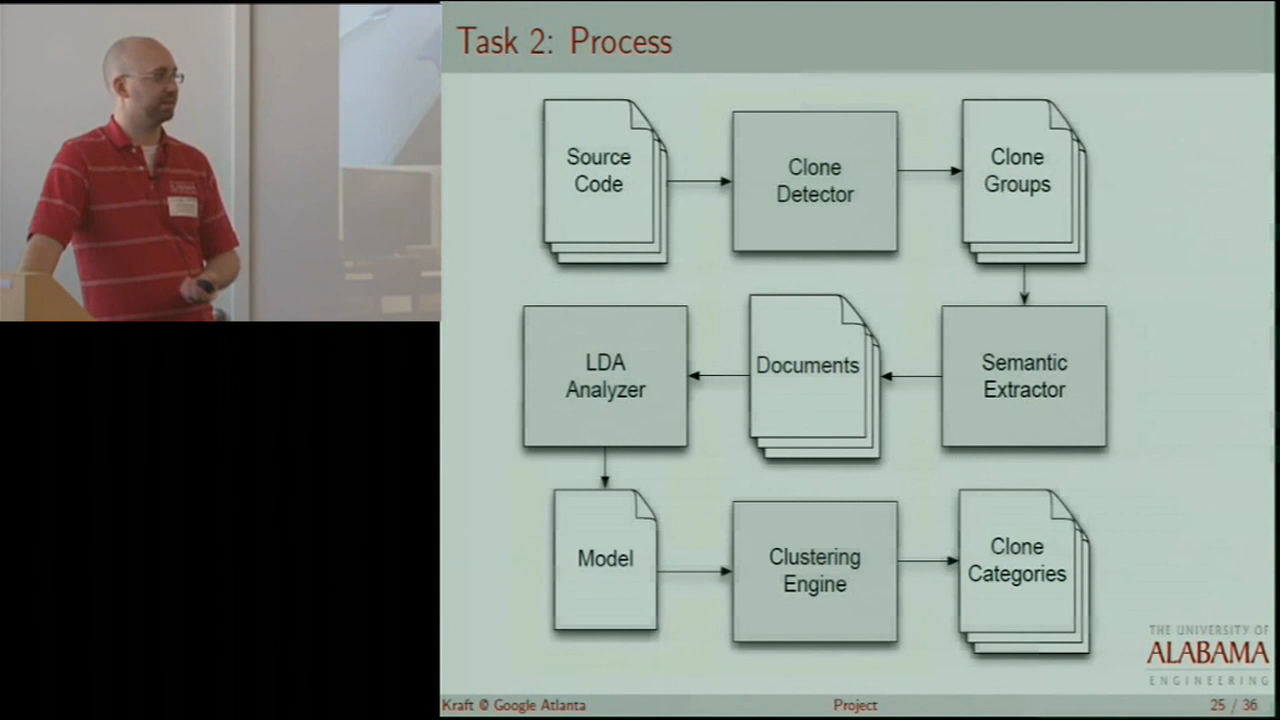 Task 2: Process
Source
Code
Clone
Detector
Clone
Groups
LDA
Analyzer
Documents
Semantic
Extractor
Model
Clustering
Engine
Clone
Categories
THE UNIVERSITY OF
ALABAMA
ENGINEERING
Kraft @ Google Atlanta
Project
25 / 36